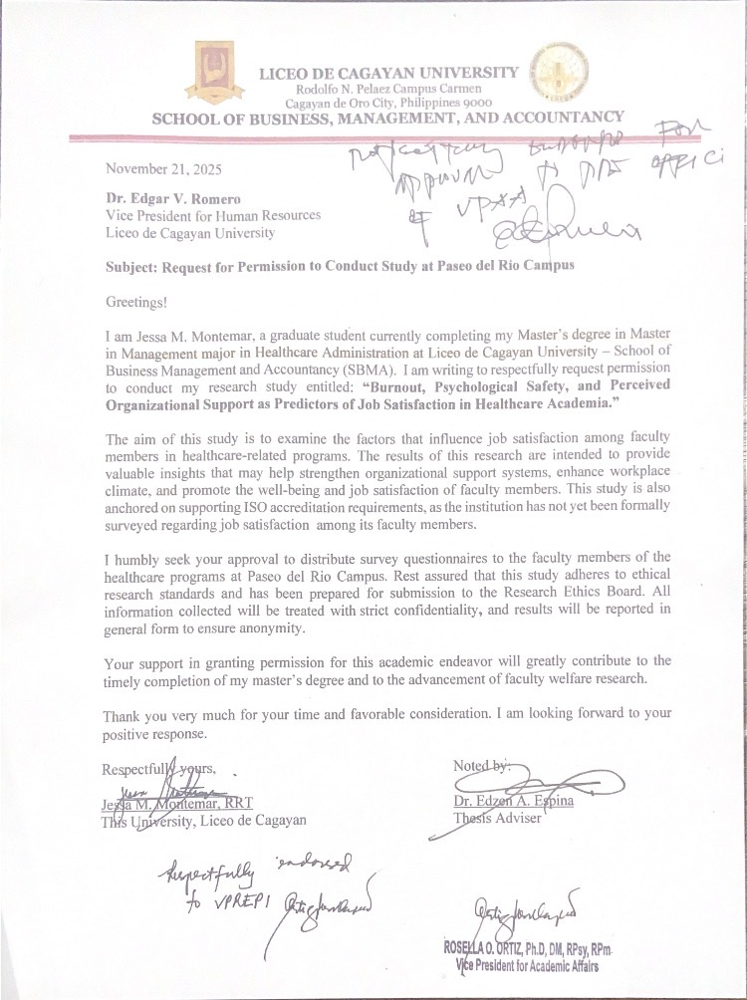 LICEO DE CAGAYAN UNIVERSITY
Rodolfo N. Pelaez Campus Carmen
Cagayan de Oro City, Philippines 9000
SCHOOL OF BUSINESS, MANAGEMENT, AND ACCOUNTANCY
For
approval to
of VPAA
November 21, 2025
Dr. Edgar V. Romero
Vice President for Human Resources
Liceo de Cagayan University
Subject: Request for Permission to Conduct Study at Paseo del Rio Campus
Greetings!
I am Jessa M. Montemar, a graduate student currently completing my Master's degree in Master
in Management major in Healthcare Administration at Liceo de Cagayan University – School of
Business Management and Accountancy (SBMA). I am writing to respectfully request permission
to conduct my research study entitled: “Burnout, Psychological Safety, and Perceived
Organizational Support as Predictors of Job Satisfaction in Healthcare Academia.”
The aim of this study is to examine the factors that influence job satisfaction among faculty
members in healthcare-related programs. The results of this research are intended to provide
valuable insights that may help strengthen organizational support systems, enhance workplace
climate, and promote the well-being and job satisfaction of faculty members. This study is also
anchored on supporting ISO accreditation requirements, as the institution has not yet been formally
surveyed regarding job satisfaction among its faculty members.
I humbly seek your approval to distribute survey questionnaires to the faculty members of the
healthcare programs at Paseo del Rio Campus. Rest assured that this study adheres to ethical
research standards and has been prepared for submission to the Research Ethics Board. All
information collected will be treated with strict confidentiality, and results will be reported in
general form to ensure anonymity.
Your support in granting permission for this academic endeavor will greatly contribute to the
timely completion of my master's degree and to the advancement of faculty welfare research.
Thank you very much for your time and favorable consideration. I am looking forward to your
positive response.
Respectfully yours,
Jessa M. Montemar, RRT
This University, Liceo de Cagayan
Noted by:
Dr. Edzen A. Espina
Thesis Adviser
Respectfully endorsed
to VPREPI
ROSELLA O. ORTIZ, Ph.D, DM, RPsy, RPm
Vice President for Academic Affairs